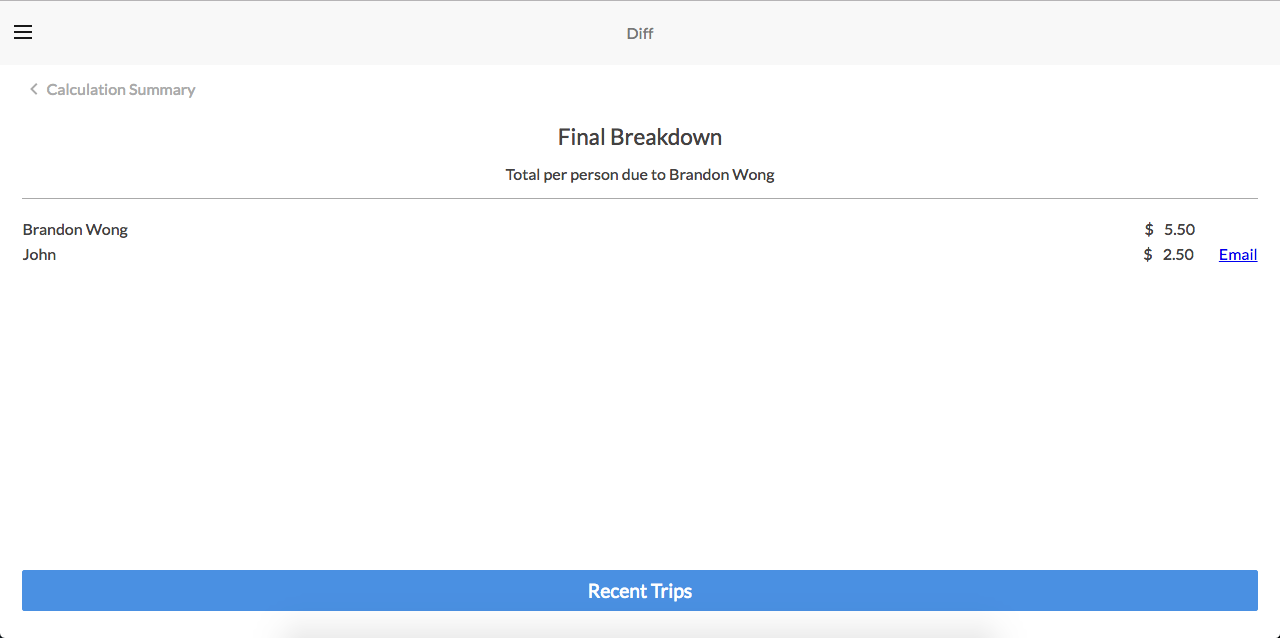 Diff
Calculation Summary
Final Breakdown
Total per person due to Brandon Wong
Brandon Wong $ 5.50
John $ 2.50 Email
Recent Trips